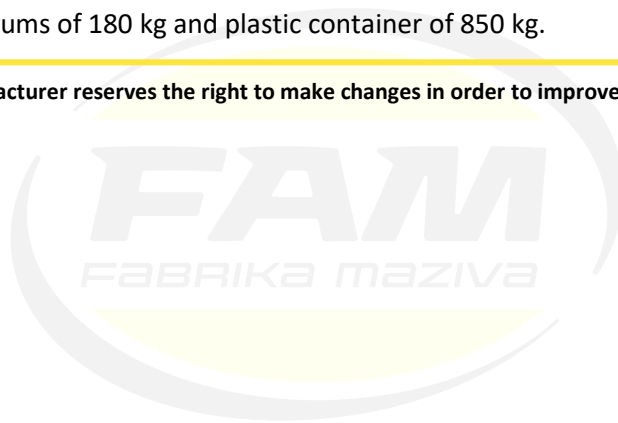 ums of 180 kg and plastic container of 850 kg.
acturer reserves the right to make changes in order to improve
FAM
FABRIKA MAZIVA